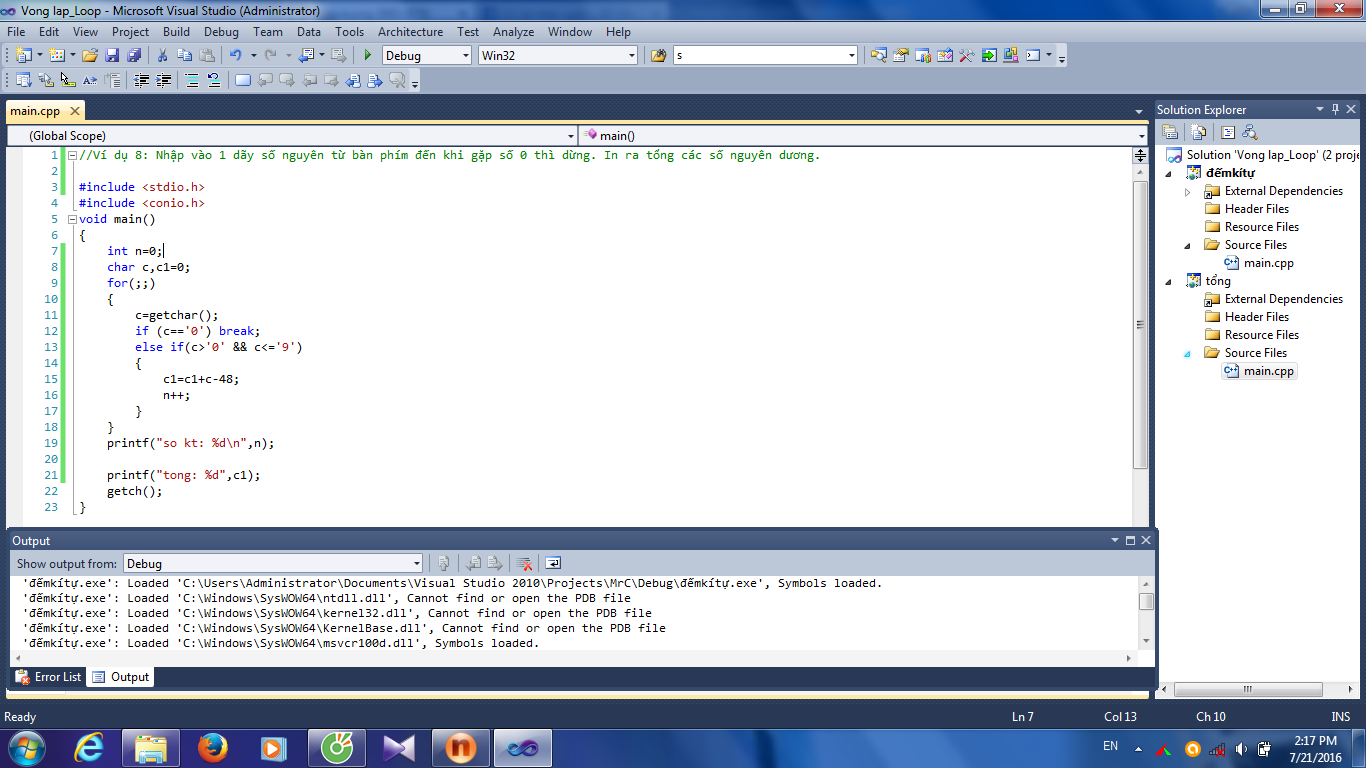 Vong lap_Loop - Microsoft Visual Studio (Administrator)
File Edit View Project Build Debug Team Data Tools Architecture Test Analyze Window Help
Debug Win32 s
main.cpp
(Global Scope) main()
1 //Ví dụ 8: Nhập vào 1 dãy số nguyên từ bàn phím đến khi gặp số 0 thì dừng. In ra tổng các số nguyên dương.
2
3 #include <stdio.h>
4 #include <conio.h>
5 void main()
6 {
7 int n=0;
8 char c,c1=0;
9 for(;;)
10 {
11 c=getchar();
12 if (c=='0') break;
13 else if(c>'0' && c<='9')
14 {
15 c1=c1+c-48;
16 n++;
17 }
18 }
19 printf("so kt: %d\n",n);
20
21 printf("tong: %d",c1);
22 getch();
23 }
Solution Explorer
Solution 'Vong lap_Loop' (2 proje
đếmkítự
External Dependencies
Header Files
Resource Files
Source Files
main.cpp
tổng
External Dependencies
Header Files
Resource Files
Source Files
main.cpp
Output
Show output from: Debug
'đếmkítự.exe': Loaded 'C:\Users\Administrator\Documents\Visual Studio 2010\Projects\MrC\Debug\đếmkítự.exe', Symbols loaded.
'đếmkítự.exe': Loaded 'C:\Windows\SysWOW64\ntdll.dll', Cannot find or open the PDB file
'đếmkítự.exe': Loaded 'C:\Windows\SysWOW64\kernel32.dll', Cannot find or open the PDB file
'đếmkítự.exe': Loaded 'C:\Windows\SysWOW64\KernelBase.dll', Cannot find or open the PDB file
'đếmkítự.exe': Loaded 'C:\Windows\SysWOW64\msvcr100d.dll', Symbols loaded.
Error List Output
Ready Ln 7 Col 13 Ch 10 INS
EN 2:17 PM
7/21/2016